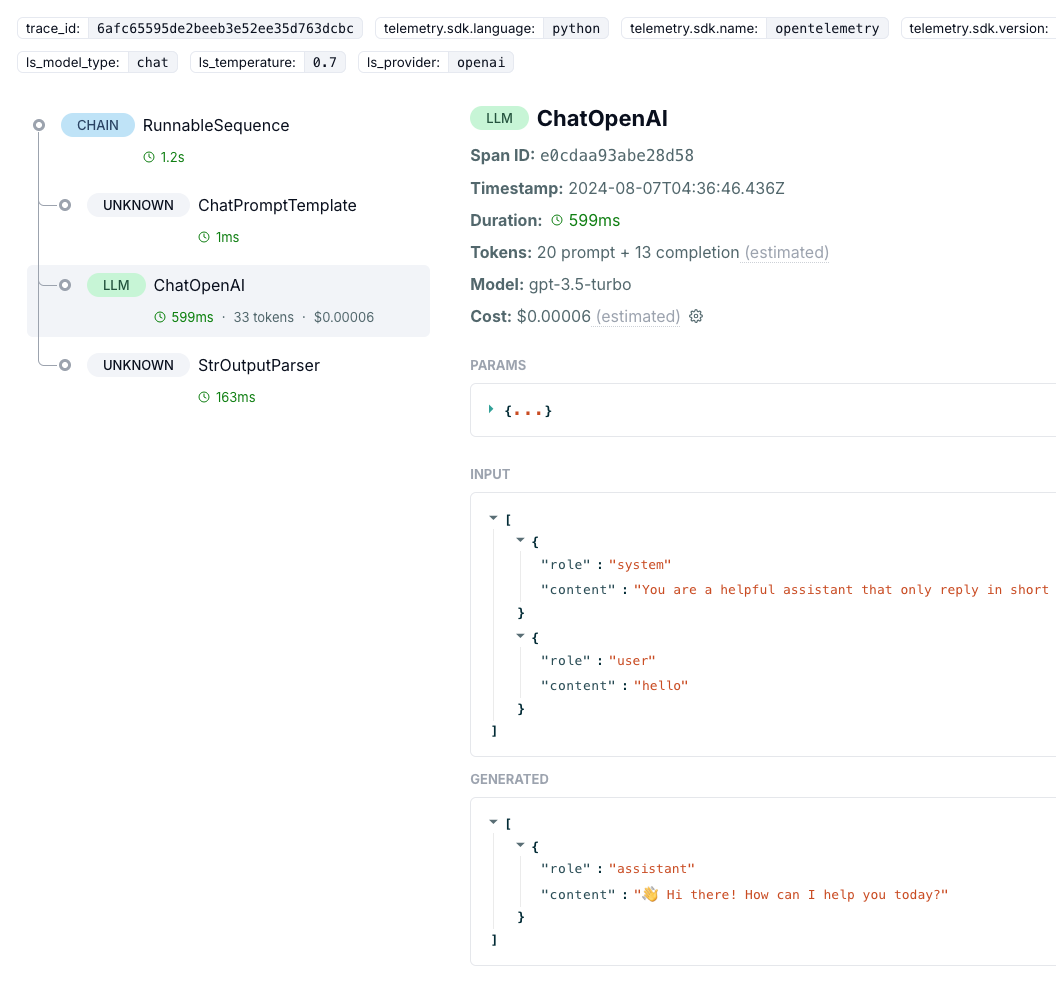 trace_id: 6afc65595de2beeb3e52ee35d763dcbc telemetry.sdk.language: python telemetry.sdk.name: opentelemetry telemetry.sdk.version:
ls_model_type: chat ls_temperature: 0.7 ls_provider: openai
CHAIN RunnableSequence
1.2s
UNKNOWN ChatPromptTemplate
1ms
LLM ChatOpenAI
599ms · 33 tokens · $0.00006
UNKNOWN StrOutputParser
163ms
LLM ChatOpenAI
Span ID: e0cdaa93abe28d58
Timestamp: 2024-08-07T04:36:46.436Z
Duration: 599ms
Tokens: 20 prompt + 13 completion (estimated)
Model: gpt-3.5-turbo
Cost: $0.00006 (estimated)
PARAMS
{...}
INPUT
[
{
"role" : "system"
"content" : "You are a helpful assistant that only reply in short
}
{
"role" : "user"
"content" : "hello"
}
]
GENERATED
[
{
"role" : "assistant"
"content" : "👋 Hi there! How can I help you today?"
}
]